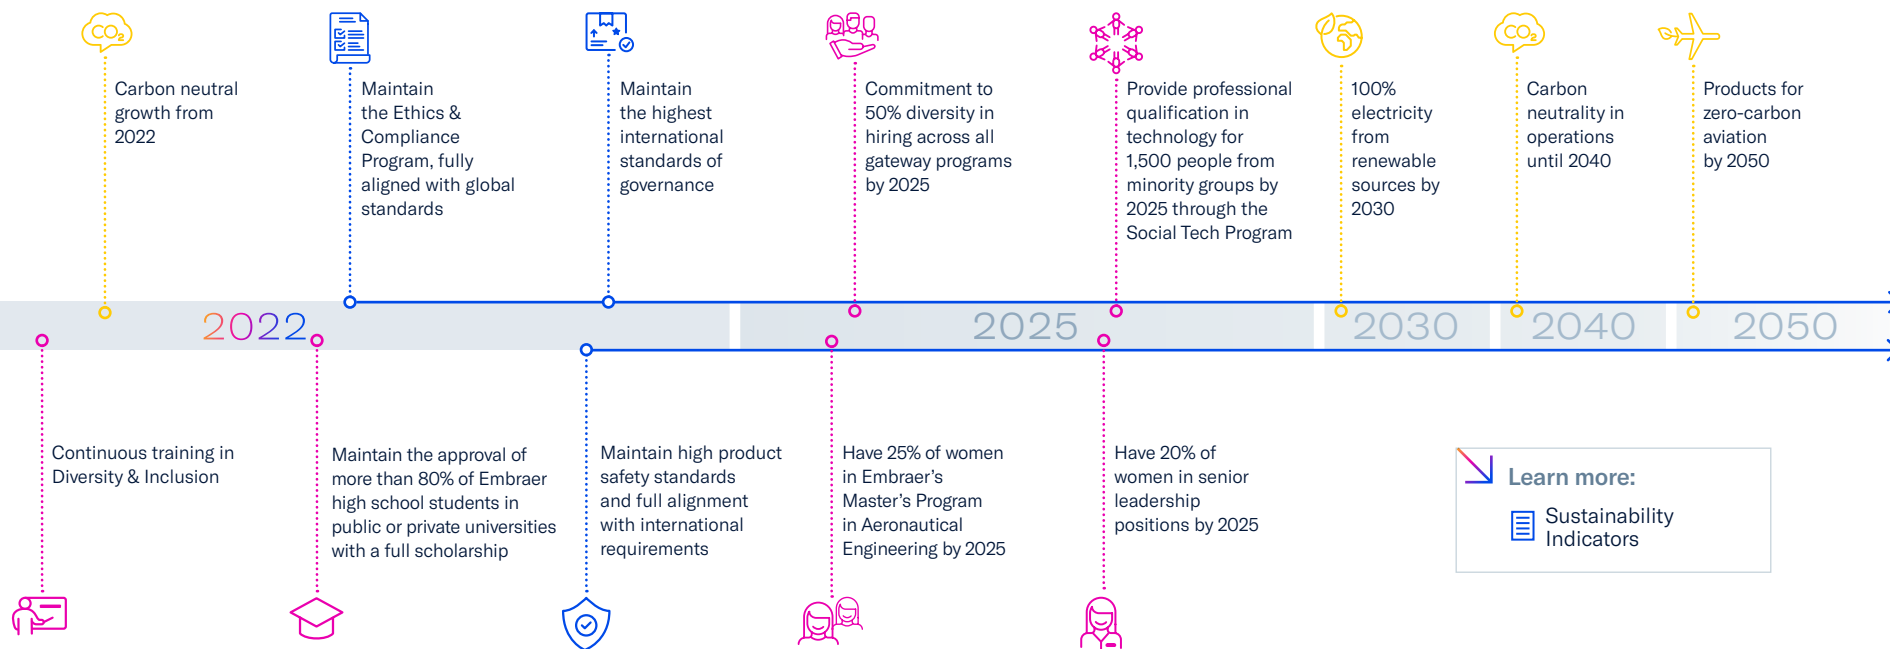 CO2
Carbon neutral
growth from
2022
Maintain
the Ethics &
Compliance
Program, fully
aligned with global
standards
Maintain
the highest
international
standards of
governance
Commitment to
50% diversity in
hiring across all
gateway programs
by 2025
Provide professional
qualification in
technology for
1,500 people from
minority groups by
2025 through the
Social Tech Program
100%
electricity
from
renewable
sources by
2030
CO2
Carbon
neutrality in
operations
until 2040
Products for
zero-carbon
aviation
by 2050
2022
2025
2030
2040
2050
Continuous training in
Diversity & Inclusion
Maintain the approval of
more than 80% of Embraer
high school students in
public or private universities
with a full scholarship
Maintain high product
safety standards
and full alignment
with international
requirements
Have 25% of women
in Embraer’s
Master’s Program
in Aeronautical
Engineering by 2025
Have 20% of
women in senior
leadership
positions by 2025
Learn more:
Sustainability
Indicators